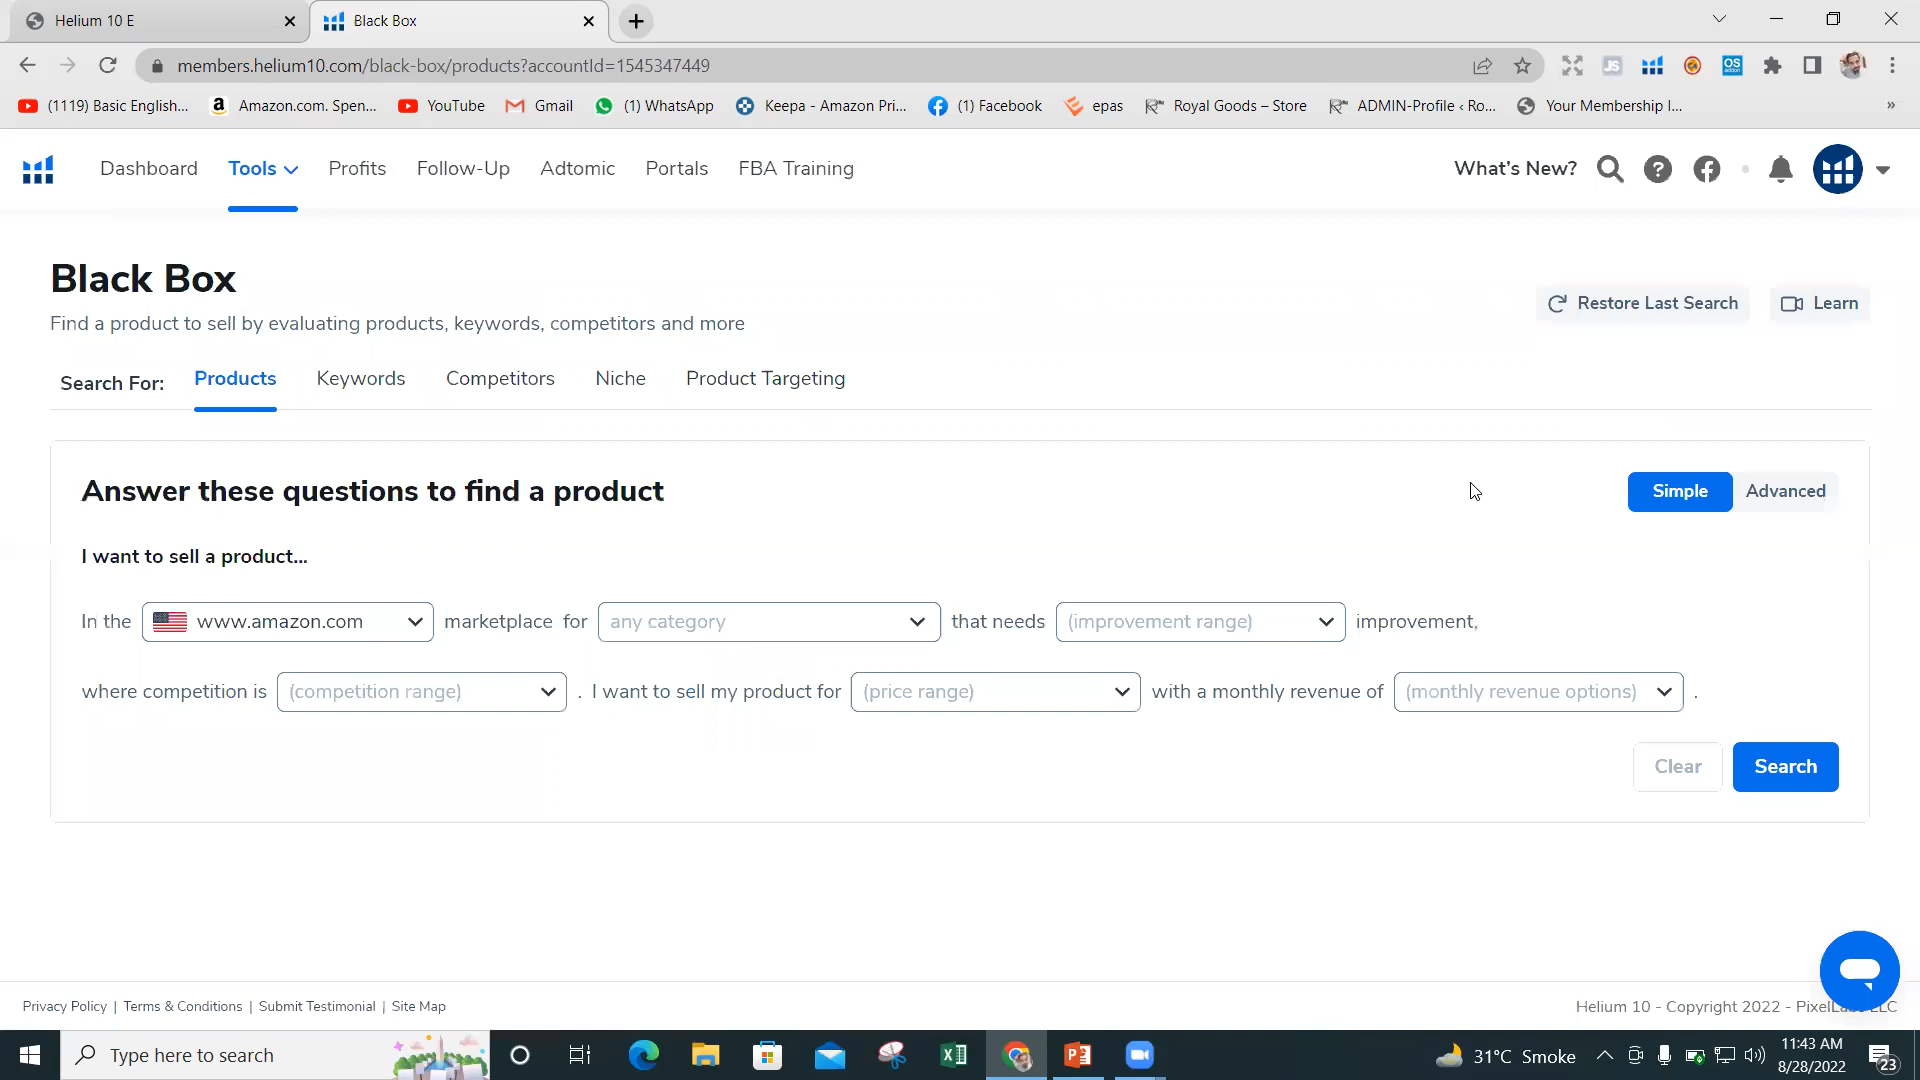 Helium 10 E
Black Box
members.helium10.com/black-box/products?accountId=1545347449
(1119) Basic English...
Amazon.com. Spen...
YouTube
Gmail
(1) WhatsApp
Keepa - Amazon Pri...
(1) Facebook
epas
Royal Goods – Store
ADMIN-Profile ‹ Ro...
Your Membership I...
»
Dashboard
Tools
Profits
Follow-Up
Adtomic
Portals
FBA Training
What's New?
Black Box
Find a product to sell by evaluating products, keywords, competitors and more
Restore Last Search
Learn
Search For:
Products
Keywords
Competitors
Niche
Product Targeting
Answer these questions to find a product
Simple
Advanced
I want to sell a product...
In the www.amazon.com marketplace for any category that needs (improvement range) improvement,
where competition is (competition range) . I want to sell my product for (price range) with a monthly revenue of (monthly revenue options) .
Clear
Search
Privacy Policy | Terms & Conditions | Submit Testimonial | Site Map
Helium 10 - Copyright 2022 - PixelLabs LLC
Type here to search
31°C Smoke
11:43 AM
8/28/2022
23